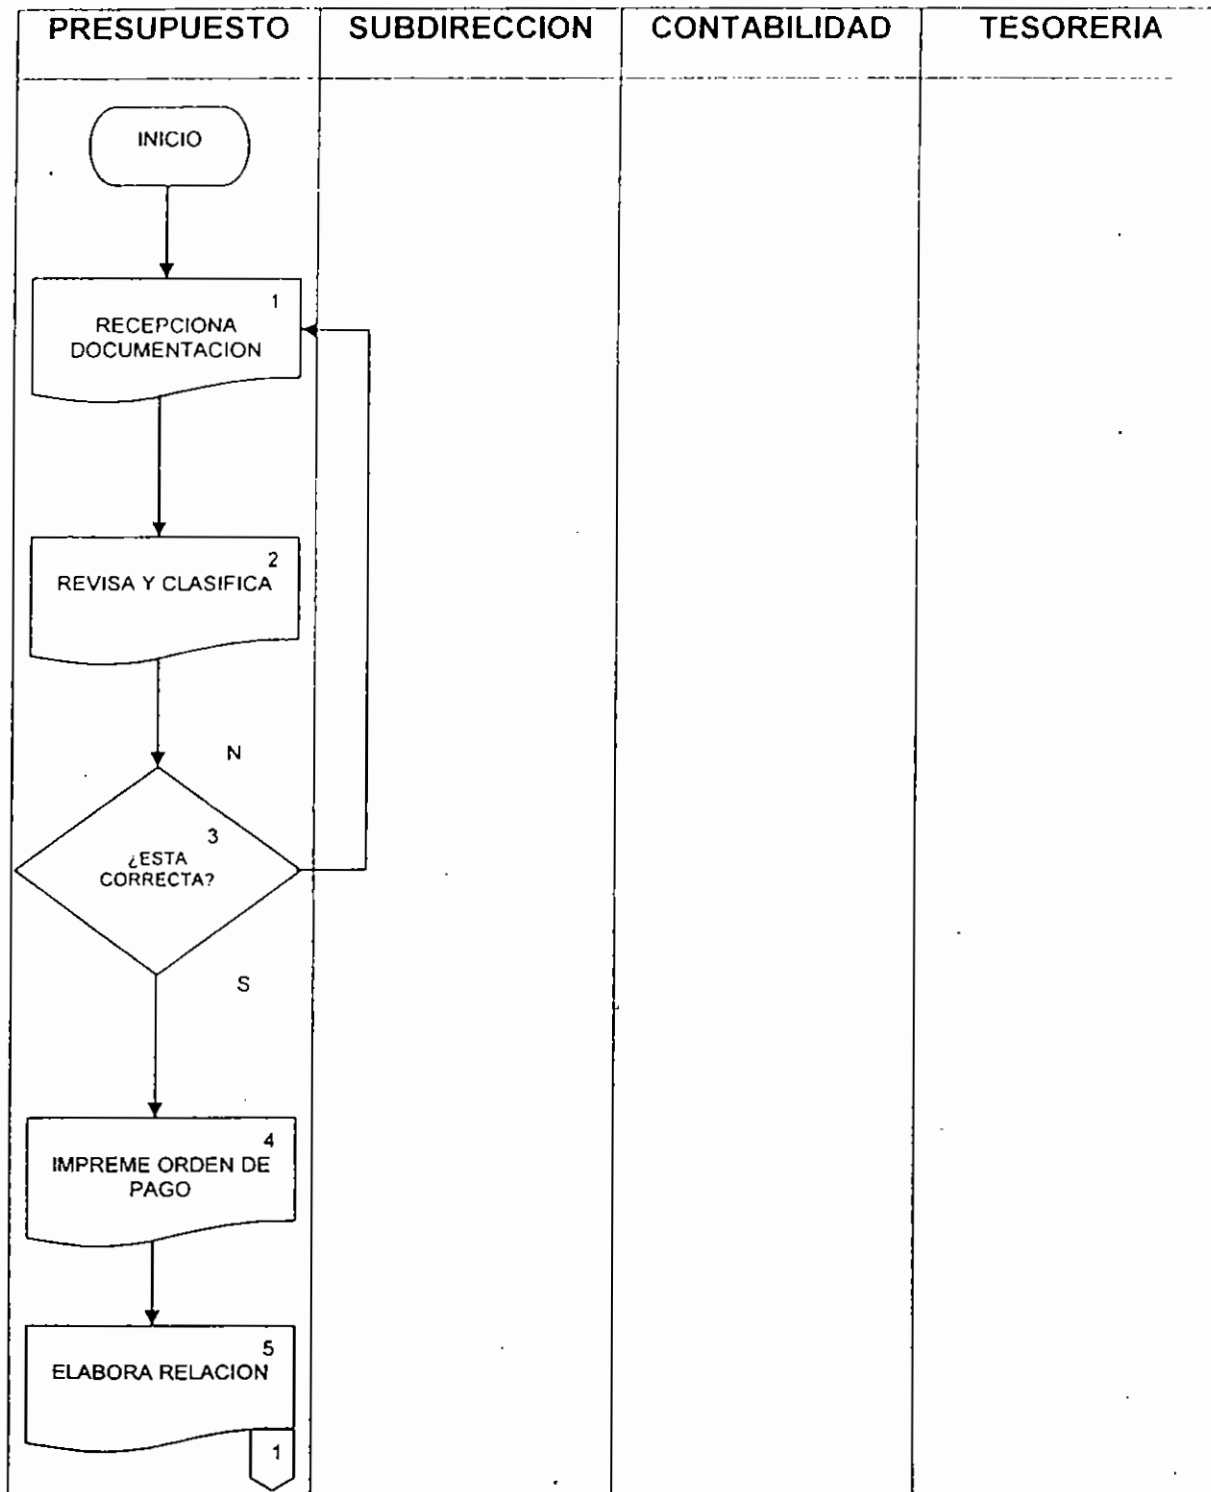 PRESUPUESTO
SUBDIRECCION
CONTABILIDAD
TESORERIA
INICIO
1
RECEPCIONA
DOCUMENTACION
2
REVISA Y CLASIFICA
N
3
¿ESTA
CORRECTA?
S
4
IMPREME ORDEN DE
PAGO
5
ELABORA RELACION
1